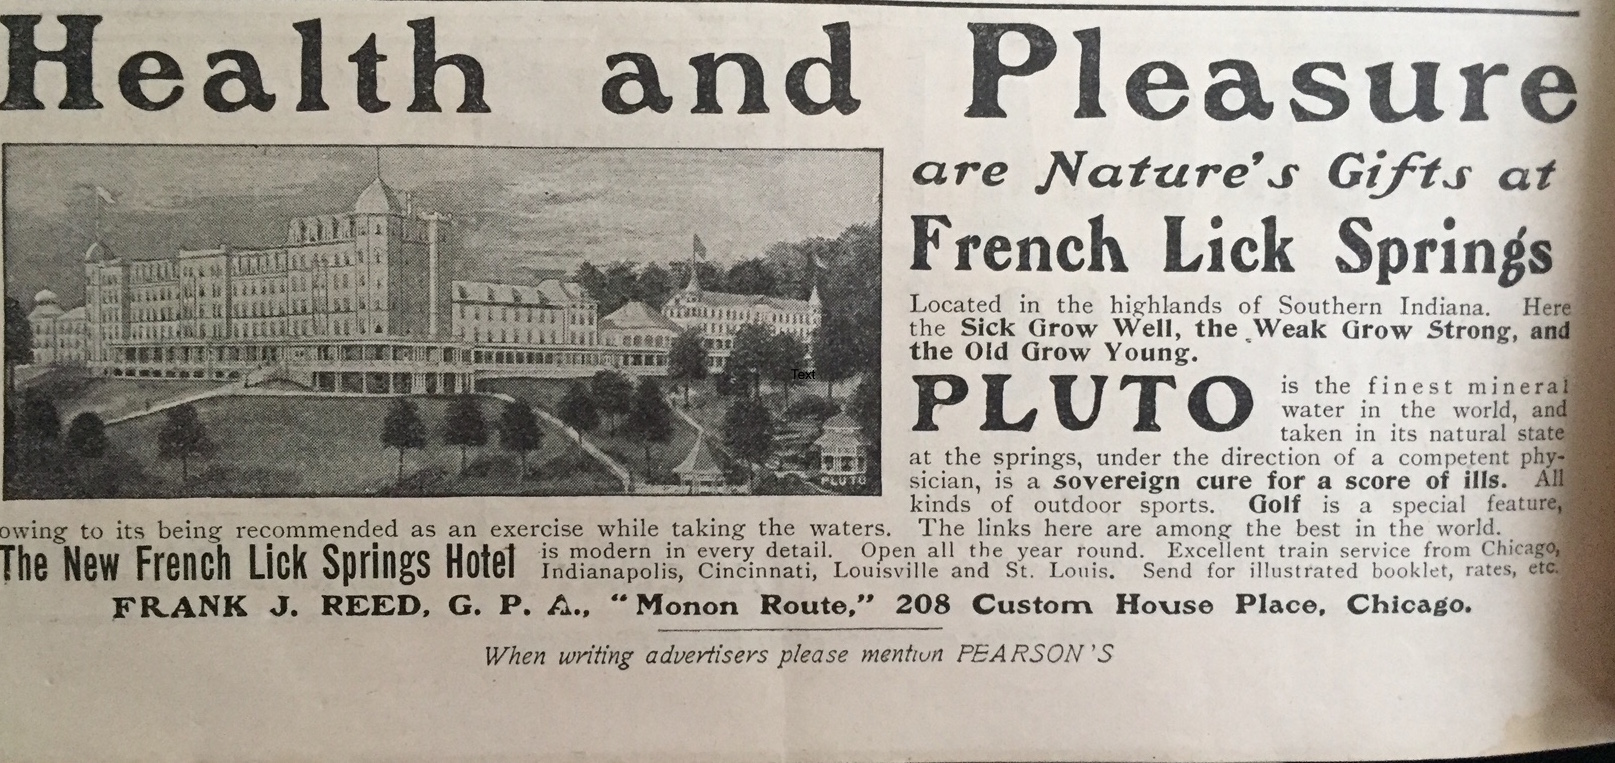 Health and Pleasure
are Nature's Gifts at
French Lick Springs
Located in the highlands of Southern Indiana. Here
the Sick Grow Well, the Weak Grow Strong, and
the Old Grow Young.
PLUTO is the finest mineral
water in the world, and
taken in its natural state
at the springs, under the direction of a competent phy-
sician, is a sovereign cure for a score of ills. All
kinds of outdoor sports. Golf is a special feature,
owing to its being recommended as an exercise while taking the waters. The links here are among the best in the world.
The New French Lick Springs Hotel is modern in every detail. Open all the year round. Excellent train service from Chicago,
Indianapolis, Cincinnati, Louisville and St. Louis. Send for illustrated booklet, rates, etc.
FRANK J. REED, G. P. A., "Monon Route," 208 Custom House Place, Chicago.
When writing advertisers please mention PEARSON'S
Text
PLUTO